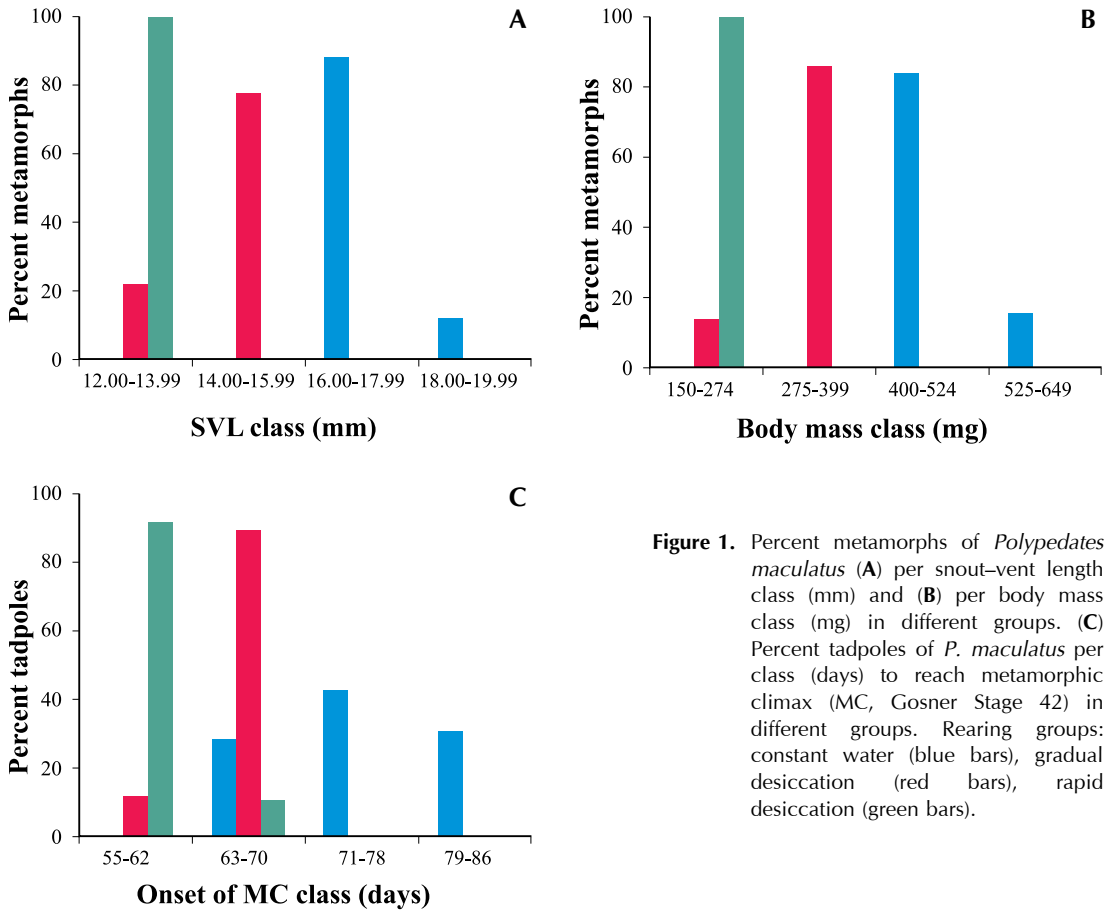 A
100
80
60
40
20
0
Percent metamorphs
12.00-13.99 14.00-15.99 16.00-17.99 18.00-19.99
SVL class (mm)
B
100
80
60
40
20
0
Percent metamorphs
150-274 275-399 400-524 525-649
Body mass class (mg)
C
100
80
60
40
20
0
Percent tadpoles
55-62 63-70 71-78 79-86
Onset of MC class (days)
Figure 1. Percent metamorphs of Polypedates
maculatus (A) per snout–vent length
class (mm) and (B) per body mass
class (mg) in different groups. (C)
Percent tadpoles of P. maculatus per
class (days) to reach metamorphic
climax (MC, Gosner Stage 42) in
different groups. Rearing groups:
constant water (blue bars), gradual
desiccation (red bars), rapid
desiccation (green bars).